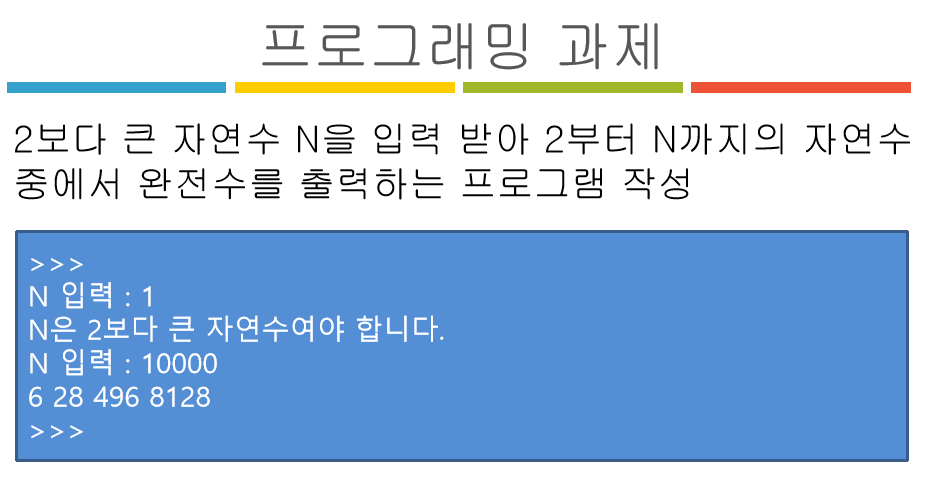 프로그래밍 과제
2보다 큰 자연수 N을 입력 받아 2부터 N까지의 자연수
중에서 완전수를 출력하는 프로그램 작성
>>>
N 입력 : 1
N은 2보다 큰 자연수여야 합니다.
N 입력 : 10000
6 28 496 8128
>>>